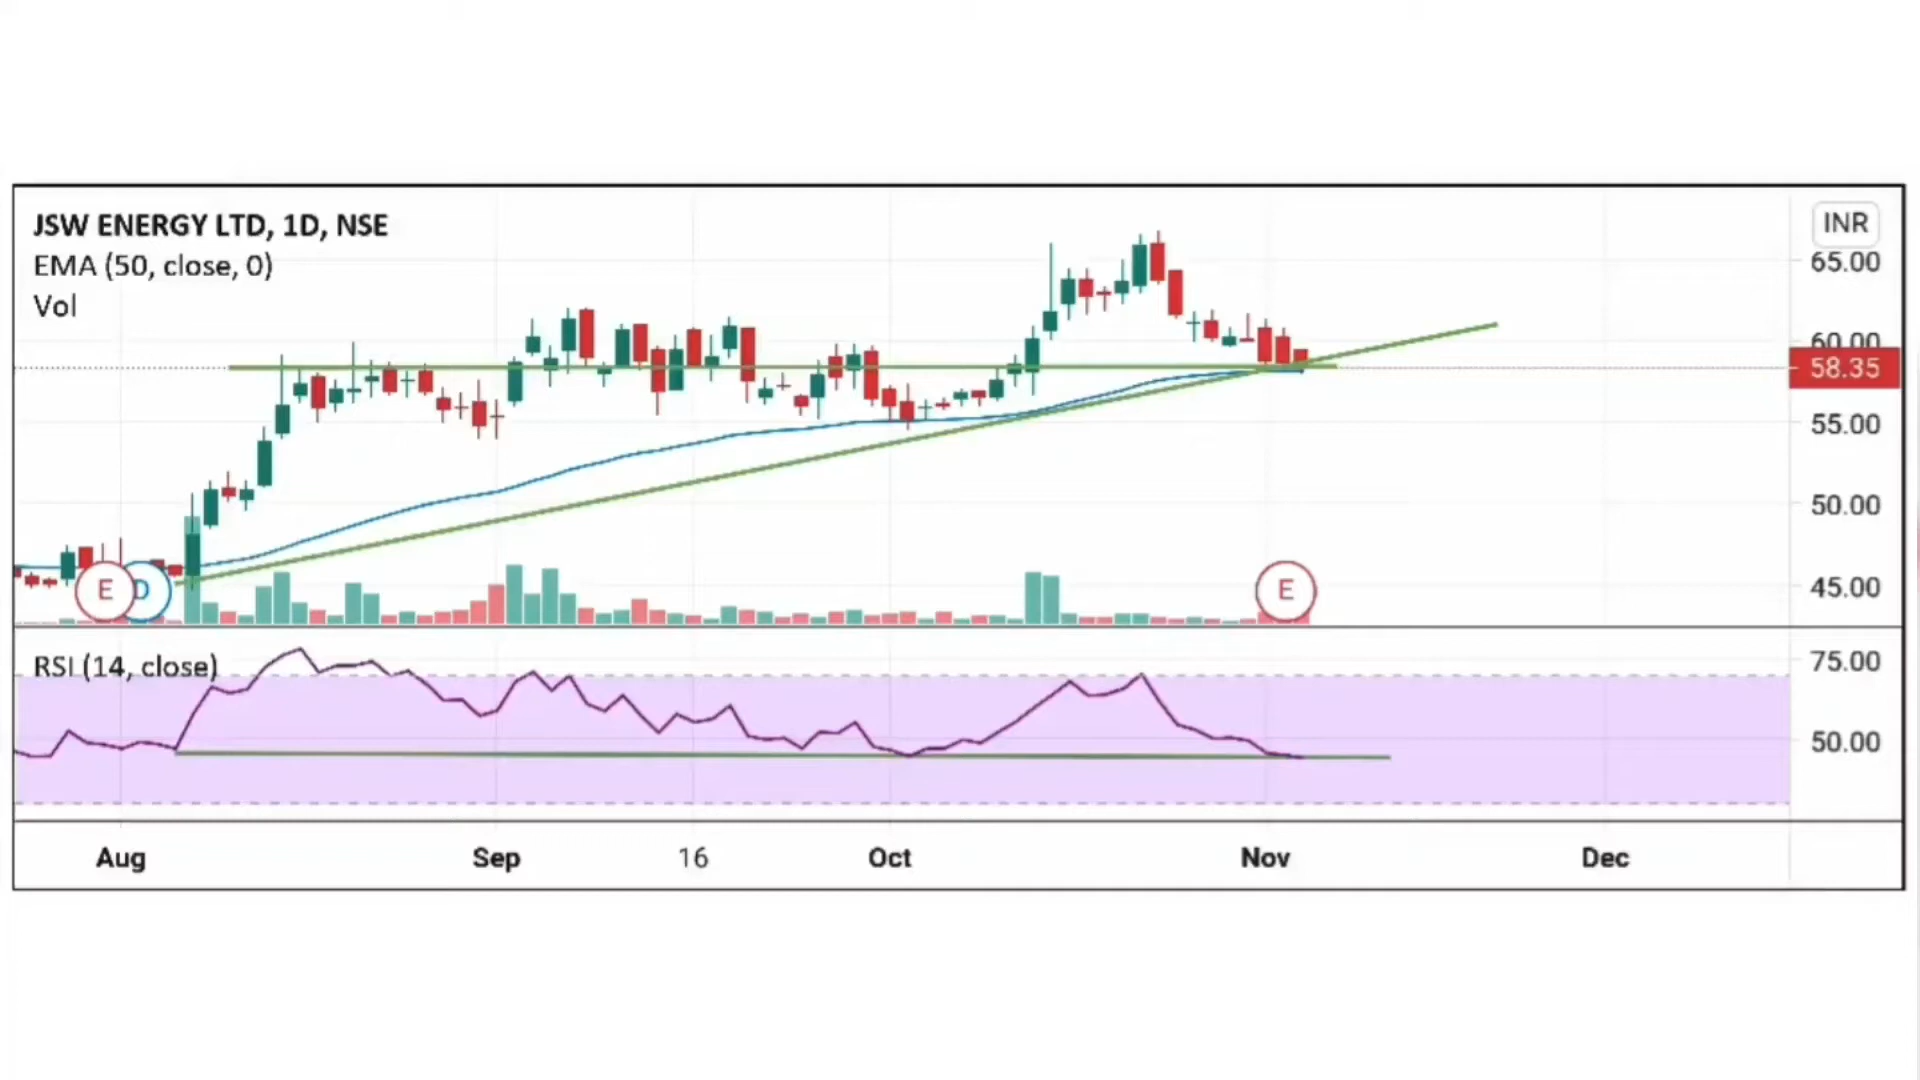 JSW ENERGY LTD, 1D, NSE
INR
EMA (50, close, 0)
65.00
Vol
60.00
58.35
55.00
50.00
45.00
E
D
E
RSI (14, close)
75.00
50.00
Aug Sep 16 Oct Nov Dec